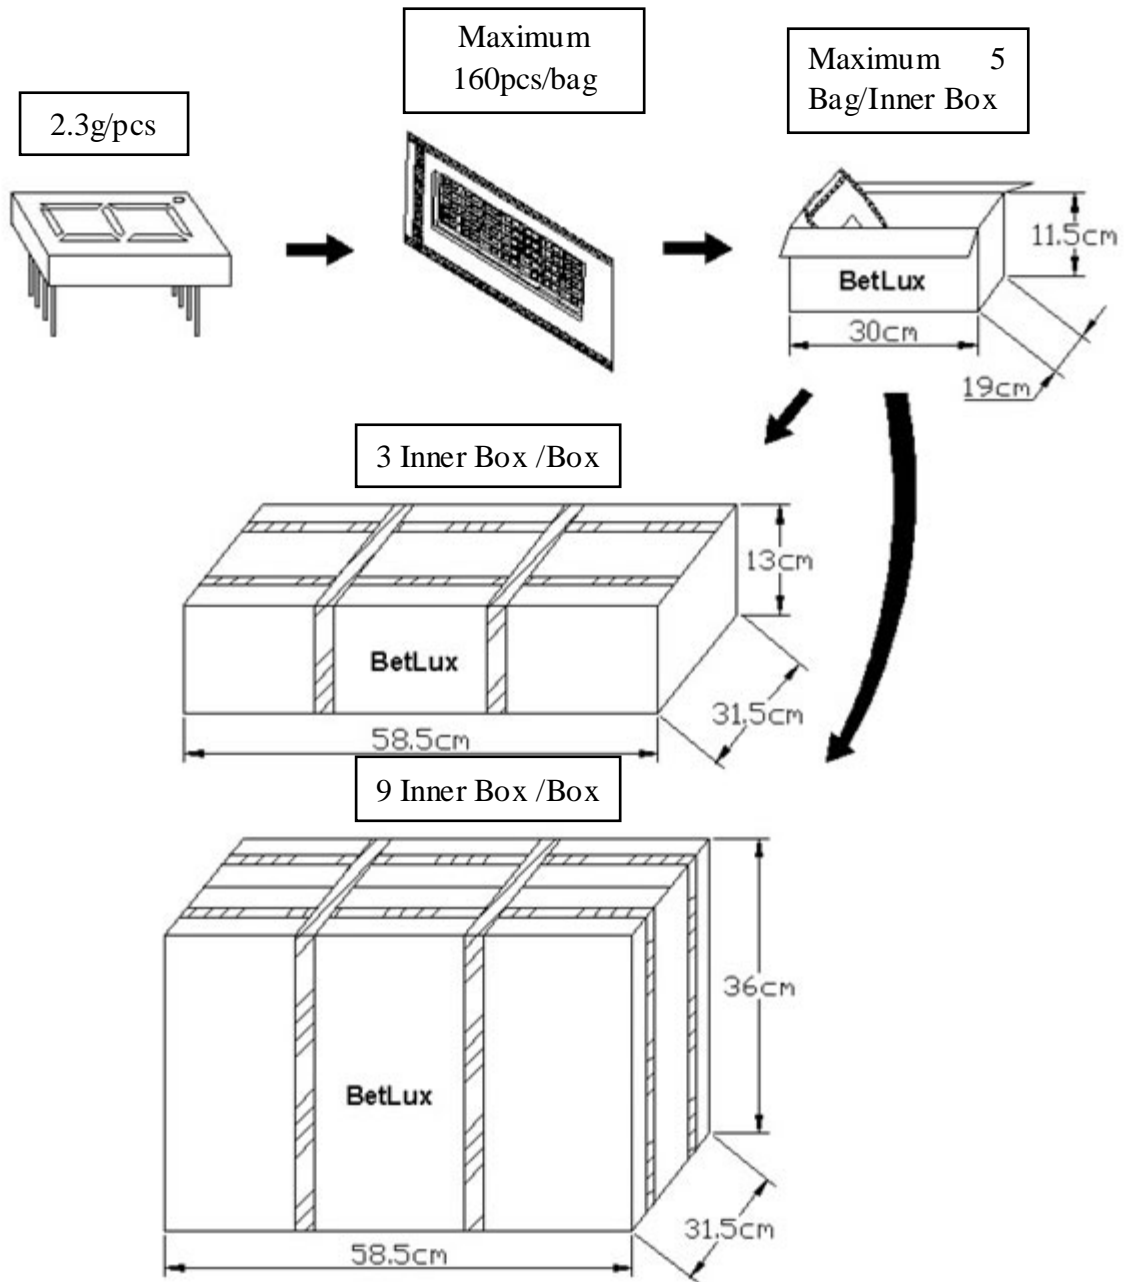 Maximum
160pcs/bag
Maximum 5
Bag/Inner Box
2.3g/pcs
11.5cm
BetLux
30cm
19cm
3 Inner Box /Box
13cm
BetLux
31.5cm
58.5cm
9 Inner Box /Box
36cm
BetLux
31.5cm
58.5cm